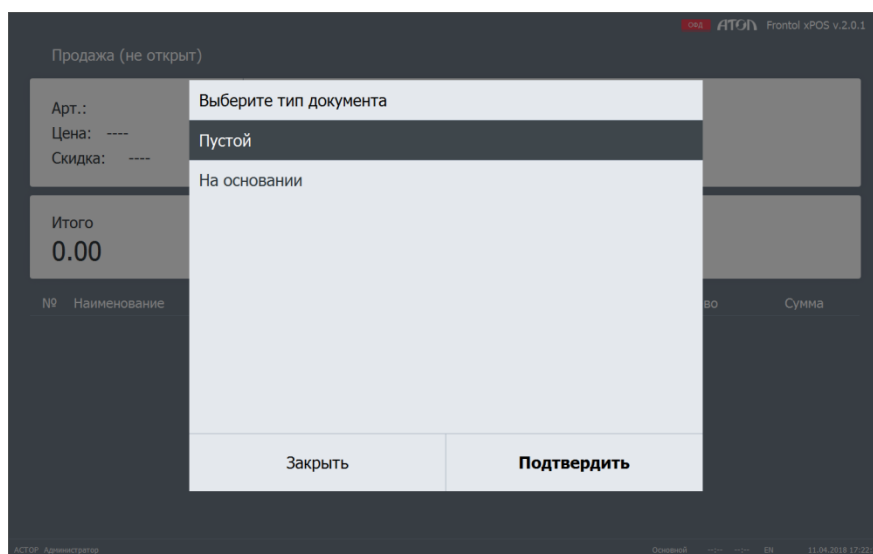 ОФД АТОЛ Frontol xPOS v.2.0.1
Продажа (не открыт)
Выберите тип документа
Арт.:
Цена: ----
Пустой
Скидка: ----
На основании
Итого
0.00
№ Наименование во Сумма
Закрыть Подтвердить
АСТОР Администратор Основной --:-- --:-- EN 11.04.2018 17:22